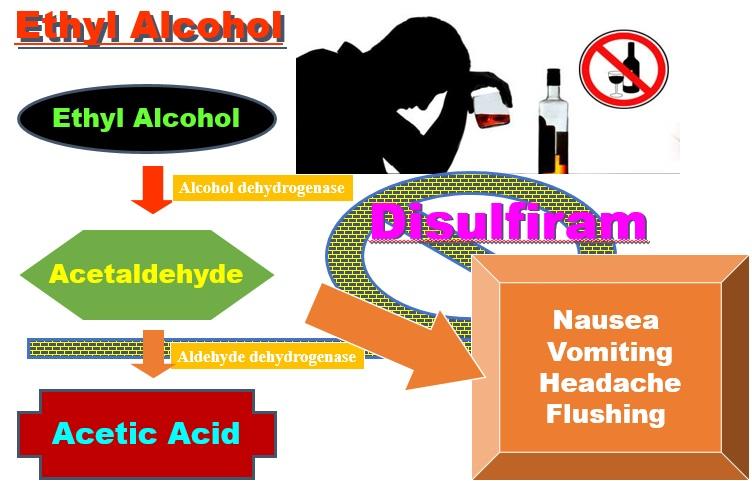 Ethyl Alcohol
Ethyl Alcohol
Alcohol dehydrogenase
Disulfiram
Acetaldehyde
Aldehyde dehydrogenase
Nausea
Vomiting
Headache
Flushing
Acetic Acid